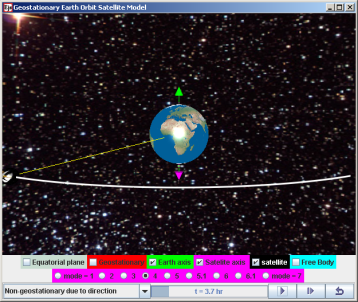 Geostationary Earth Orbit Satellite Model
Equatorial plane Geostationary Earth axis Satelite axis satellite Free Body
mode = 1 2 3 4 5 5.1 6 6.1 mode = 7
Non-geostationary due to direction t = 3.7 hr